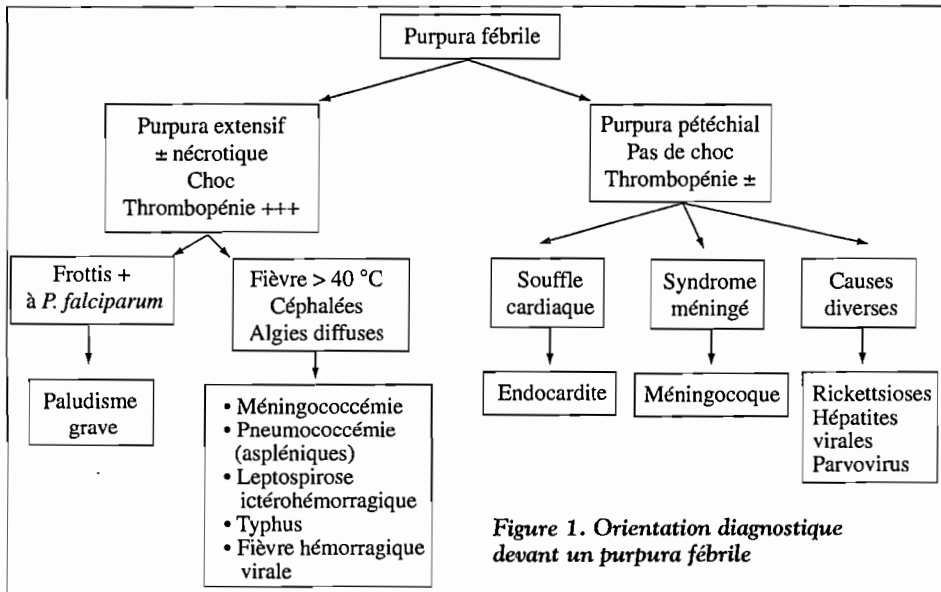 Purpura fébrile
Purpura extensif
± nécrotique
Choc
Thrombopénie +++
Purpura pétéchial
Pas de choc
Thrombopénie ±
Frottis +
à P. falciparum
Fièvre > 40 °C
Céphalées
Algies diffuses
Souffle
cardiaque
Syndrome
méningé
Causes
diverses
Paludisme
grave
• Méningococcémie
• Pneumococcémie
(aspléniques)
• Leptospirose
ictérohémorragique
• Typhus
• Fièvre hémorragique
virale
Endocardite
Méningocoque
Rickettsioses
Hépatites
virales
Parvovirus
Figure 1. Orientation diagnostique
devant un purpura fébrile